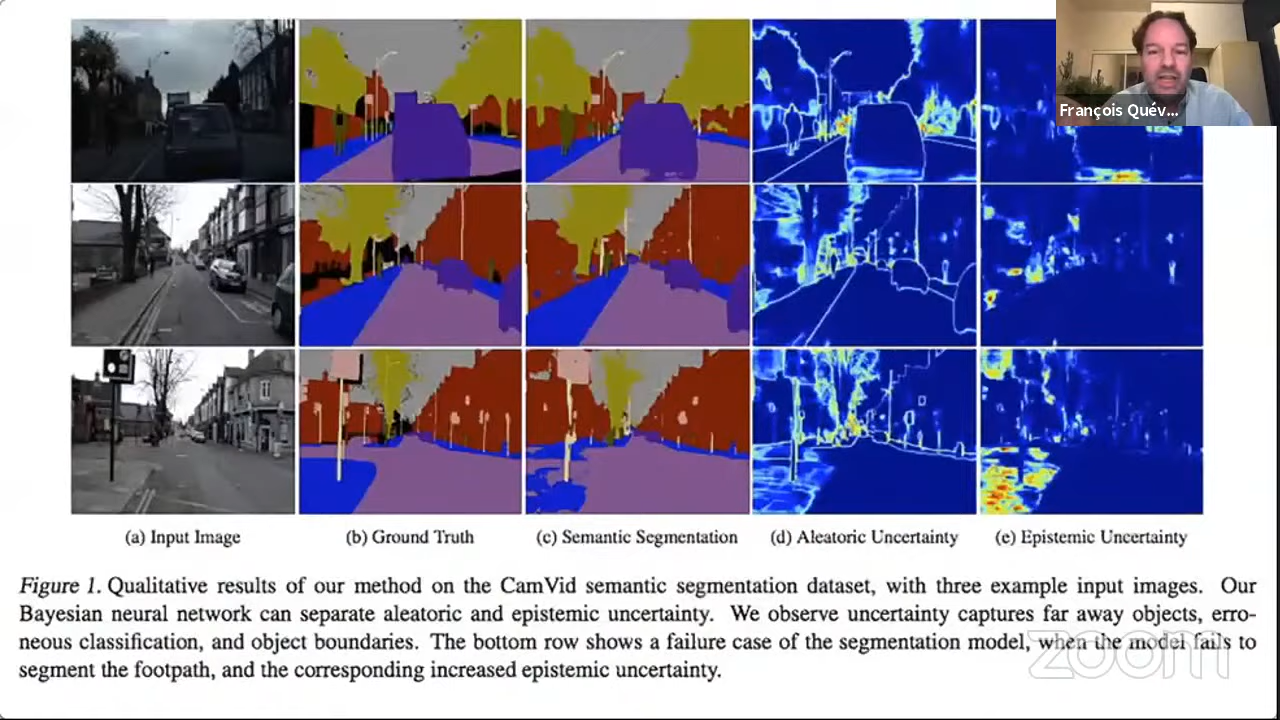 François Quév...
(a) Input Image
(b) Ground Truth
(c) Semantic Segmentation
(d) Aleatoric Uncertainty
(e) Epistemic Uncertainty
Figure 1. Qualitative results of our method on the CamVid semantic segmentation dataset, with three example input images. Our
Bayesian neural network can separate aleatoric and epistemic uncertainty. We observe uncertainty captures far away objects, erro-
neous classification, and object boundaries. The bottom row shows a failure case of the segmentation model, when the model fails to
segment the footpath, and the corresponding increased epistemic uncertainty.
zoom